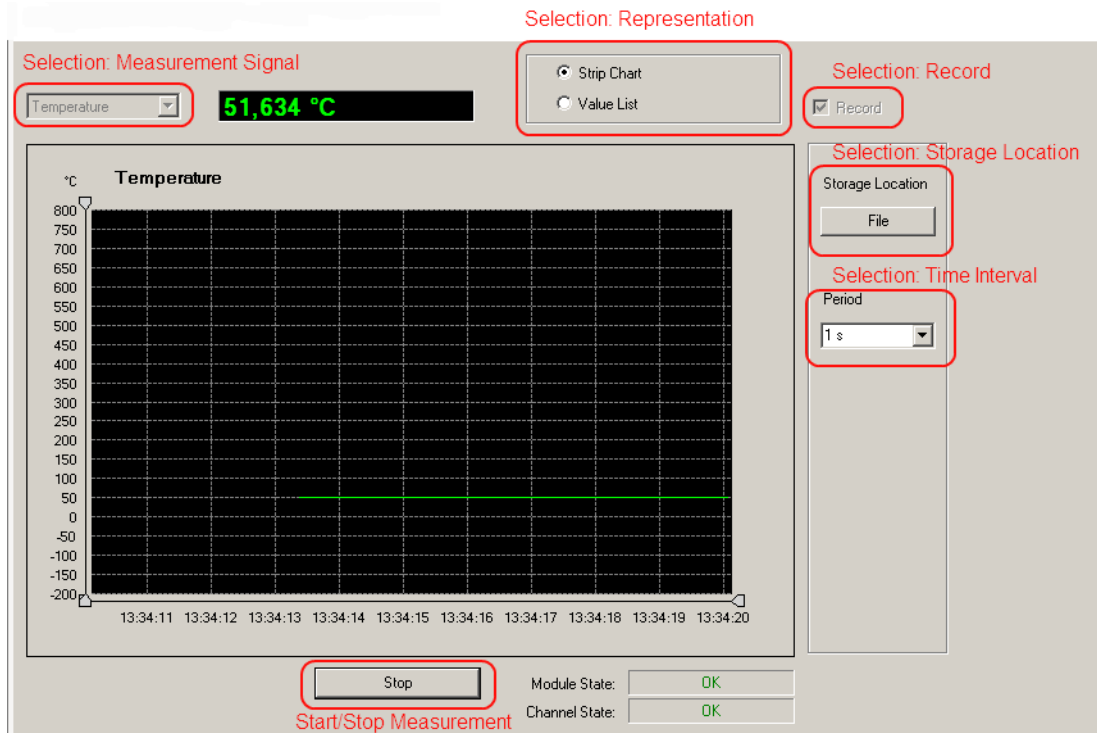 Selection: Representation
Selection: Measurement Signal
Temperature
51,634 °C
Strip Chart
Value List
Selection: Record
Record
Selection: Storage Location
Storage Location
File
Selection: Time Interval
Period
1 s
°C
Temperature
800
750
700
650
600
550
500
450
400
350
300
250
200
150
100
50
0
-50
-100
-150
-200
13:34:11 13:34:12 13:34:13 13:34:14 13:34:15 13:34:16 13:34:17 13:34:18 13:34:19 13:34:20
Stop
Start/Stop Measurement
Module State: OK
Channel State: OK